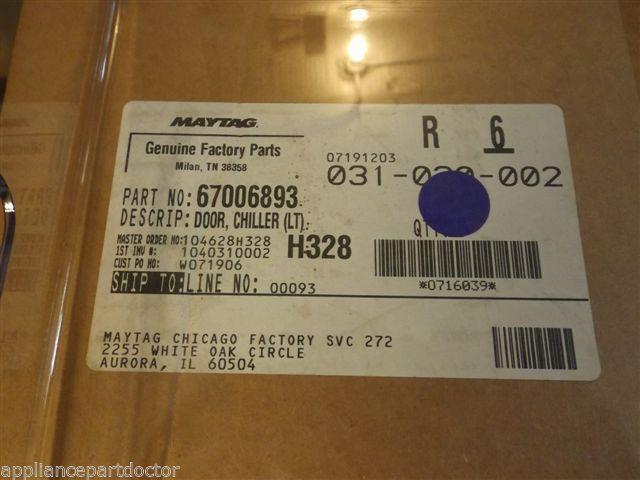 MAYTAG
Genuine Factory Parts
Milan, TN 38358
R 6
07191203
031-020-002
PART NO: 67006893
DESCRIP: DOOR, CHILLER (LT)
MASTER ORDER NO: 104628H328
H328
1ST INV #: 1040310002
CUST PO NO: W071906
SHIP TO: LINE NO: 00093
*0716039*
MAYTAG CHICAGO FACTORY SVC 272
2255 WHITE OAK CIRCLE
AURORA, IL 60504
appliancepartdoctor